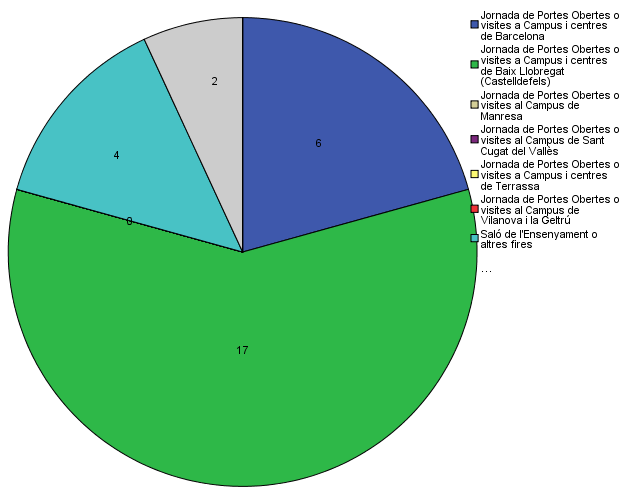 Jornada de Portes Obertes o
visites a Campus i centres
de Barcelona
Jornada de Portes Obertes o
visites a Campus i centres
de Baix Llobregat
(Castelldefels)
Jornada de Portes Obertes o
visites al Campus de
Manresa
Jornada de Portes Obertes o
visites al Campus de Sant
Cugat del Vallès
Jornada de Portes Obertes o
visites a Campus i centres
de Terrassa
Jornada de Portes Obertes o
visites al Campus de
Vilanova i la Geltrú
Saló de l'Ensenyament o
altres fires
...
2
6
4
0
17